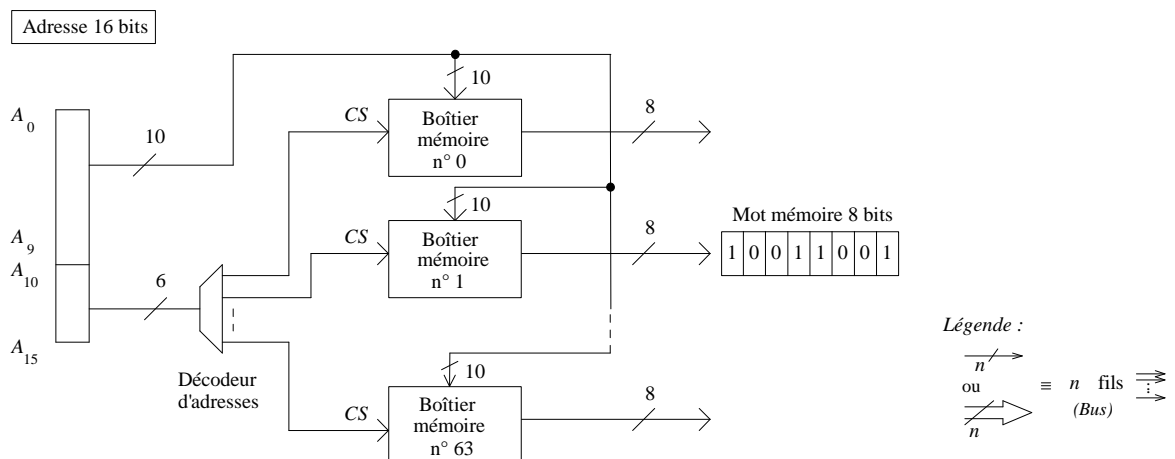 Adresse 16 bits
A0
A9
A10
A15
10
6
Décodeur
d'adresses
10
CS
Boîtier
mémoire
n° 0
8
10
CS
Boîtier
mémoire
n° 1
8
Mot mémoire 8 bits
1 0 0 1 1 0 0 1
10
CS
Boîtier
mémoire
n° 63
8
Légende :
n
ou
n
≡ n fils
(Bus)